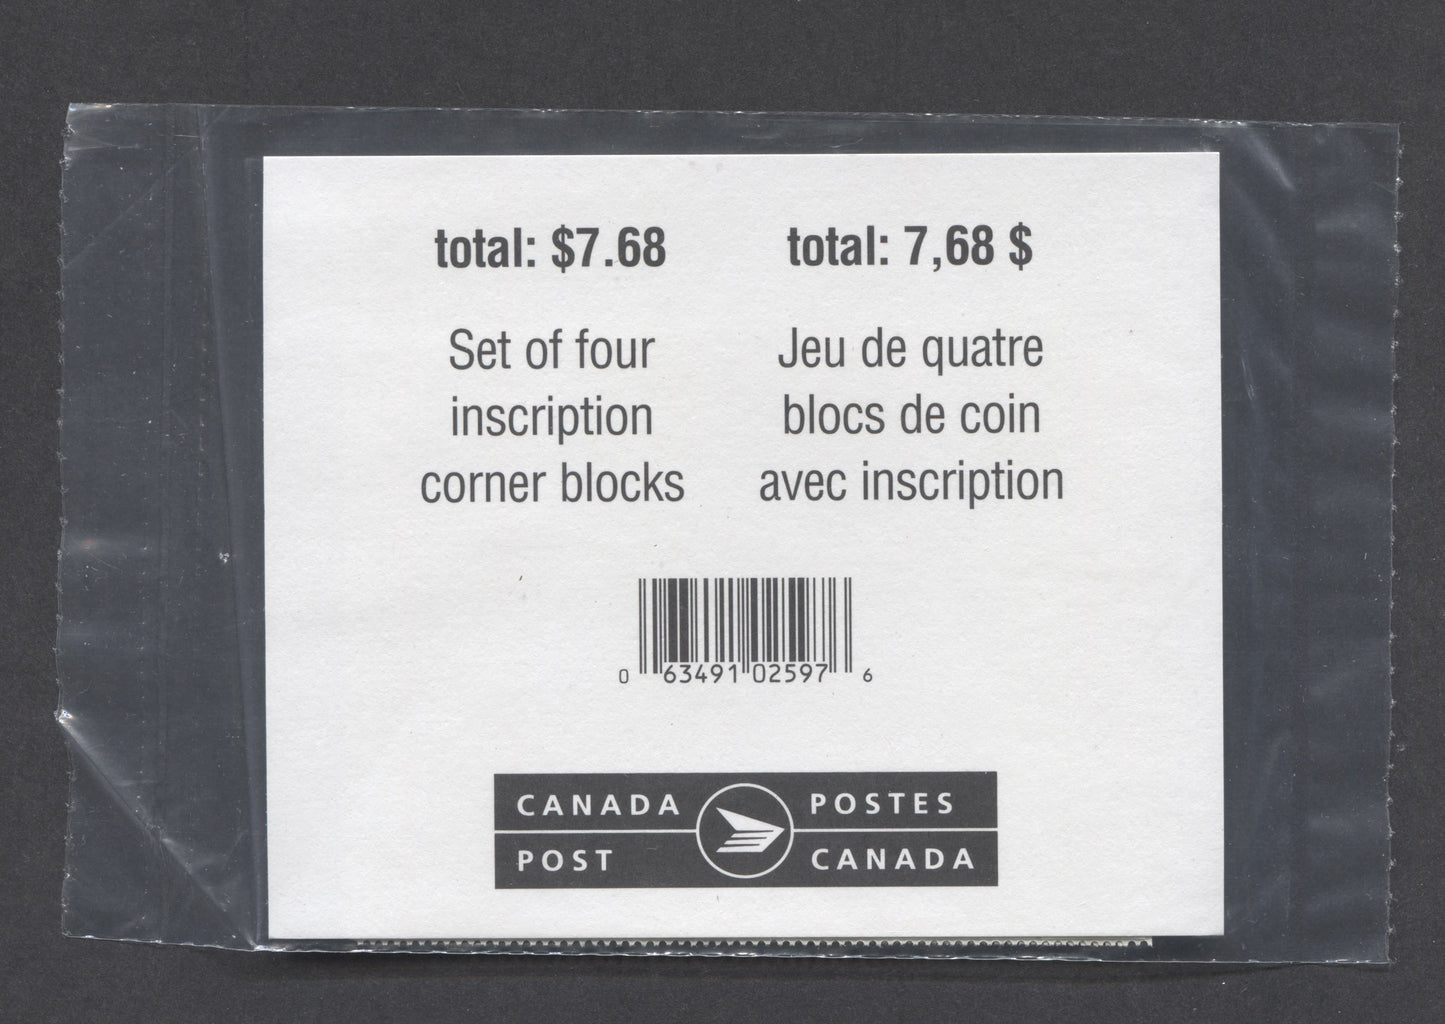 total: $7.68
Set of four
inscription
corner blocks
total: 7,68 $
Jeu de quatre
blocs de coin
avec inscription
0 63491 02597 6
CANADA POSTES
POST CANADA